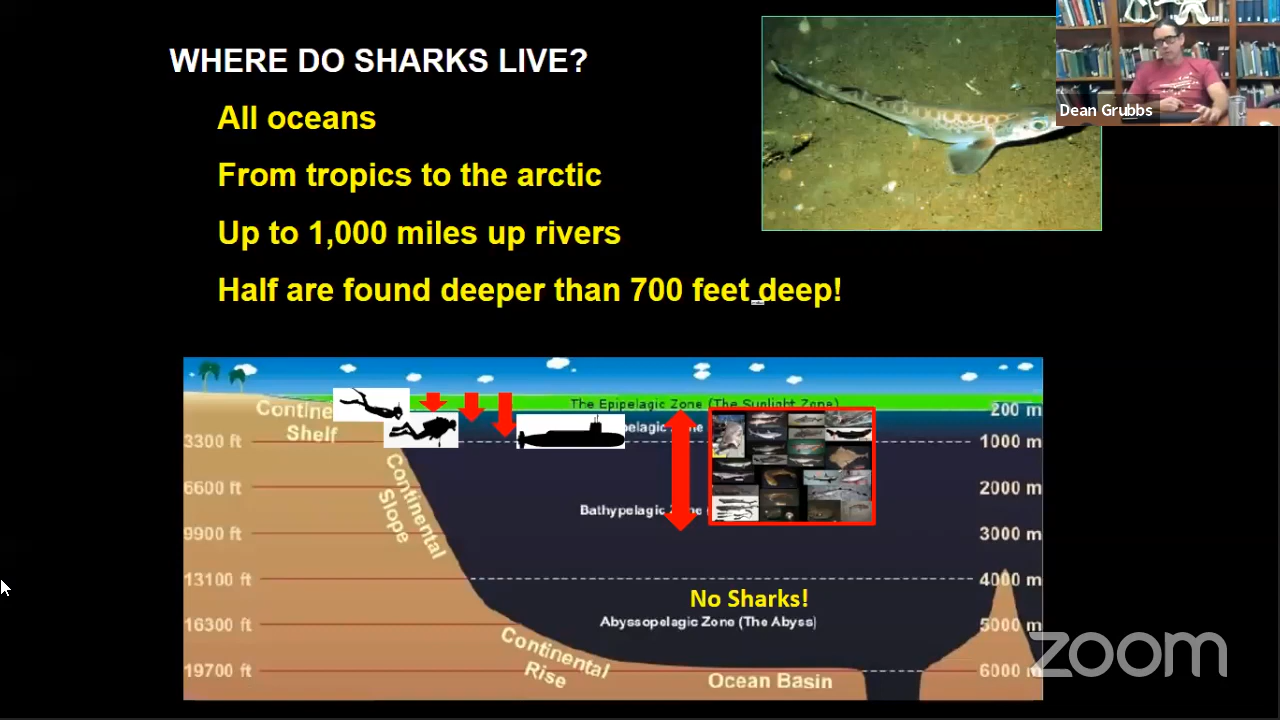 WHERE DO SHARKS LIVE?
All oceans
From tropics to the arctic
Up to 1,000 miles up rivers
Half are found deeper than 700 feet deep!
Dean Grubbs
The Epipelagic Zone (The Sunlight Zone)
200 m
Continental
Shelf
3300 ft
1000 m
6600 ft
2000 m
Continental
Slope
Bathypelagic
9900 ft
3000 m
13100 ft
4000 m
No Sharks!
Abyssopelagic Zone (The Abyss)
16300 ft
5000 m
Continental
Rise
19700 ft
Ocean Basin
6000 m
zoom